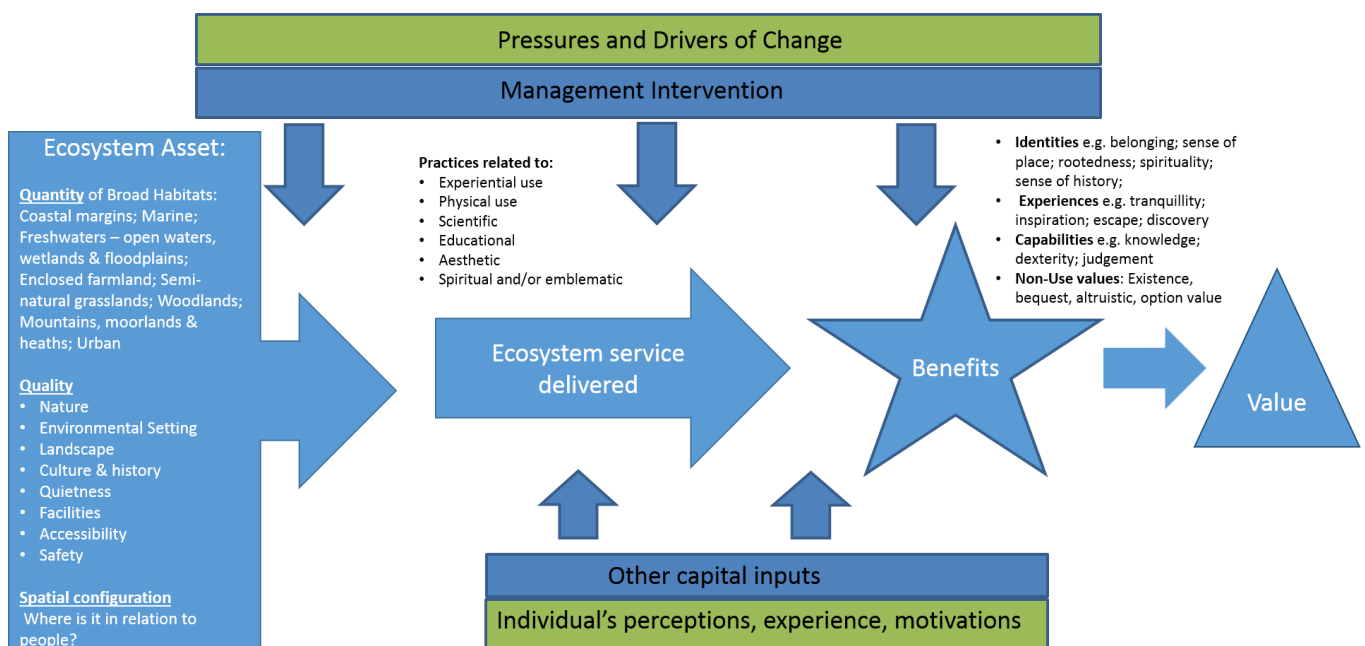 Pressures and Drivers of Change
Management Intervention
Ecosystem Asset:
Quantity of Broad Habitats:
Coastal margins; Marine;
Freshwaters – open waters,
wetlands & floodplains;
Enclosed farmland; Semi-
natural grasslands; Woodlands;
Mountains, moorlands &
heaths; Urban
Quality
• Nature
• Environmental Setting
• Landscape
• Culture & history
• Quietness
• Facilities
• Accessibility
• Safety
Spatial configuration
Where is it in relation to
people?
Practices related to:
• Experiential use
• Physical use
• Scientific
• Educational
• Aesthetic
• Spiritual and/or emblematic
Ecosystem service
delivered
• Identities e.g. belonging; sense of
place; rootedness; spirituality;
sense of history;
• Experiences e.g. tranquillity;
inspiration; escape; discovery
• Capabilities e.g. knowledge;
dexterity; judgement
• Non-Use values: Existence,
bequest, altruistic, option value
Benefits
Value
Other capital inputs
Individual’s perceptions, experience, motivations